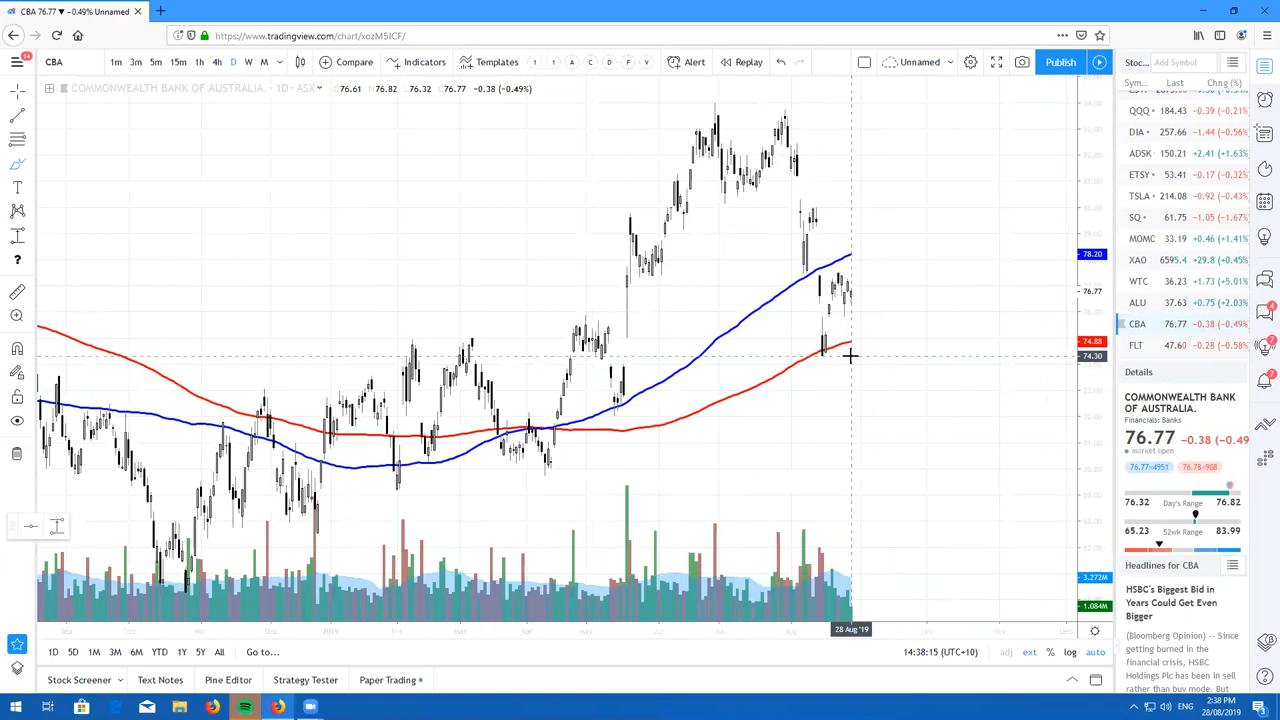 CBA 76.77 ▼ −0.49% Unnamed
https://www.tradingview.com/chart/xozM5ICF/
14
CBA
1m 3m 5m 15m 1h 4h D W M
Compare
Indicators
Templates
Alert
Replay
Unnamed
Publish
COMMONWEALTH BANK OF AUSTRALIA. · 1D · ASX
76.61 76.32 76.77 −0.38 (−0.49%)
78.20
76.77
74.88
74.30
3.272M
1.084M
2019
28 Aug '19
1D 5D 1M 3M 6M YTD 1Y 5Y All Go to...
14:38:15 (UTC+10) adj ext % log auto
Stock Screener Text Notes Pine Editor Strategy Tester Paper Trading
Stoc... Add Symbol
Sym... Last Chng (%)
QQQ 184.43 −0.39 (−0.21%)
DIA 257.66 −1.44 (−0.56%)
ADSK 150.21 +2.41 (+1.63%)
ETSY 53.41 −0.17 (−0.32%)
TSLA 214.08 −0.92 (−0.43%)
SQ 61.75 −1.05 (−1.67%)
MOMO 33.19 +0.46 (+1.41%)
XAO 6595.4 +29.8 (+0.45%)
WTC 36.23 +1.73 (+5.01%)
ALU 37.63 +0.75 (+2.03%)
CBA 76.77 −0.38 (−0.49%)
FLT 47.60 −0.28 (−0.58%)
Details
COMMONWEALTH BANK
OF AUSTRALIA.
Financials: Banks
76.77 −0.38 (−0.49
market open
76.77×4951 76.78×908
76.32 Day's Range 76.82
65.23 52wk Range 83.99
Headlines for CBA
HSBC's Biggest Bid in
Years Could Get Even
Bigger
(Bloomberg Opinion) -- Since
getting burned in the
financial crisis, HSBC
Holdings Plc has been in sell
rather than buy mode. But
4
7
7
ENG
2:38 PM
28/08/2019
3